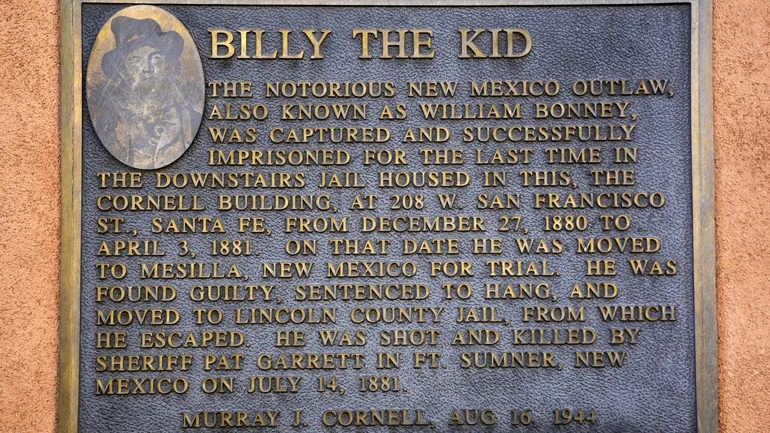 BILLY THE KID
THE NOTORIOUS NEW MEXICO OUTLAW,
ALSO KNOWN AS WILLIAM BONNEY,
WAS CAPTURED AND SUCCESSFULLY
IMPRISONED FOR THE LAST TIME IN
THE DOWNSTAIRS JAIL HOUSED IN THIS, THE
CORNELL BUILDING, AT 208 W. SAN FRANCISCO
ST., SANTA FE, FROM DECEMBER 27, 1880 TO
APRIL 3, 1881. ON THAT DATE HE WAS MOVED
TO MESILLA, NEW MEXICO FOR TRIAL. HE WAS
FOUND GUILTY, SENTENCED TO HANG, AND
MOVED TO LINCOLN COUNTY JAIL, FROM WHICH
HE ESCAPED. HE WAS SHOT AND KILLED BY
SHERIFF PAT GARRETT IN FT. SUMNER, NEW
MEXICO ON JULY 14, 1881.
MURRAY J. CORNELL, AUG 16, 1944